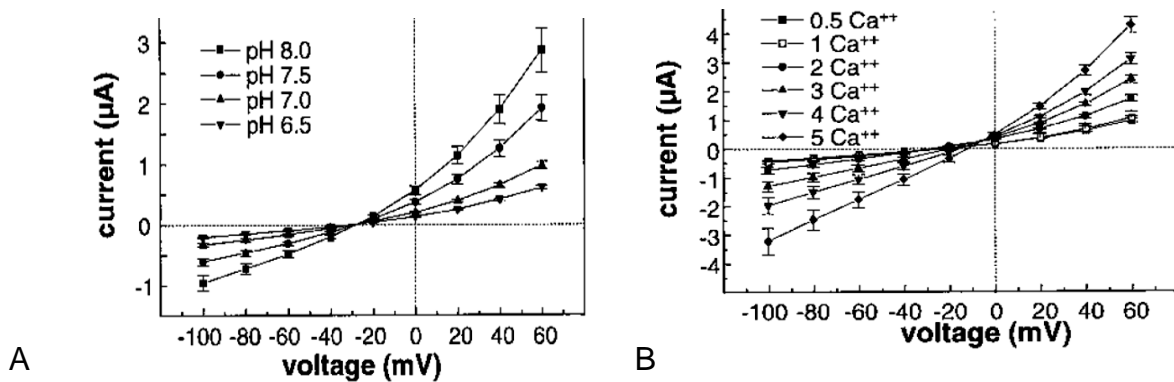 pH 8.0
pH 7.5
pH 7.0
pH 6.5
current (µA)
3
2
1
0
-1
-100 -80 -60 -40 -20 0 20 40 60
voltage (mV)
A
0.5 Ca⁺⁺
1 Ca⁺⁺
2 Ca⁺⁺
3 Ca⁺⁺
4 Ca⁺⁺
5 Ca⁺⁺
current (µA)
4
3
2
1
0
-1
-2
-3
-4
-100 -80 -60 -40 -20 0 20 40 60
voltage (mV)
B